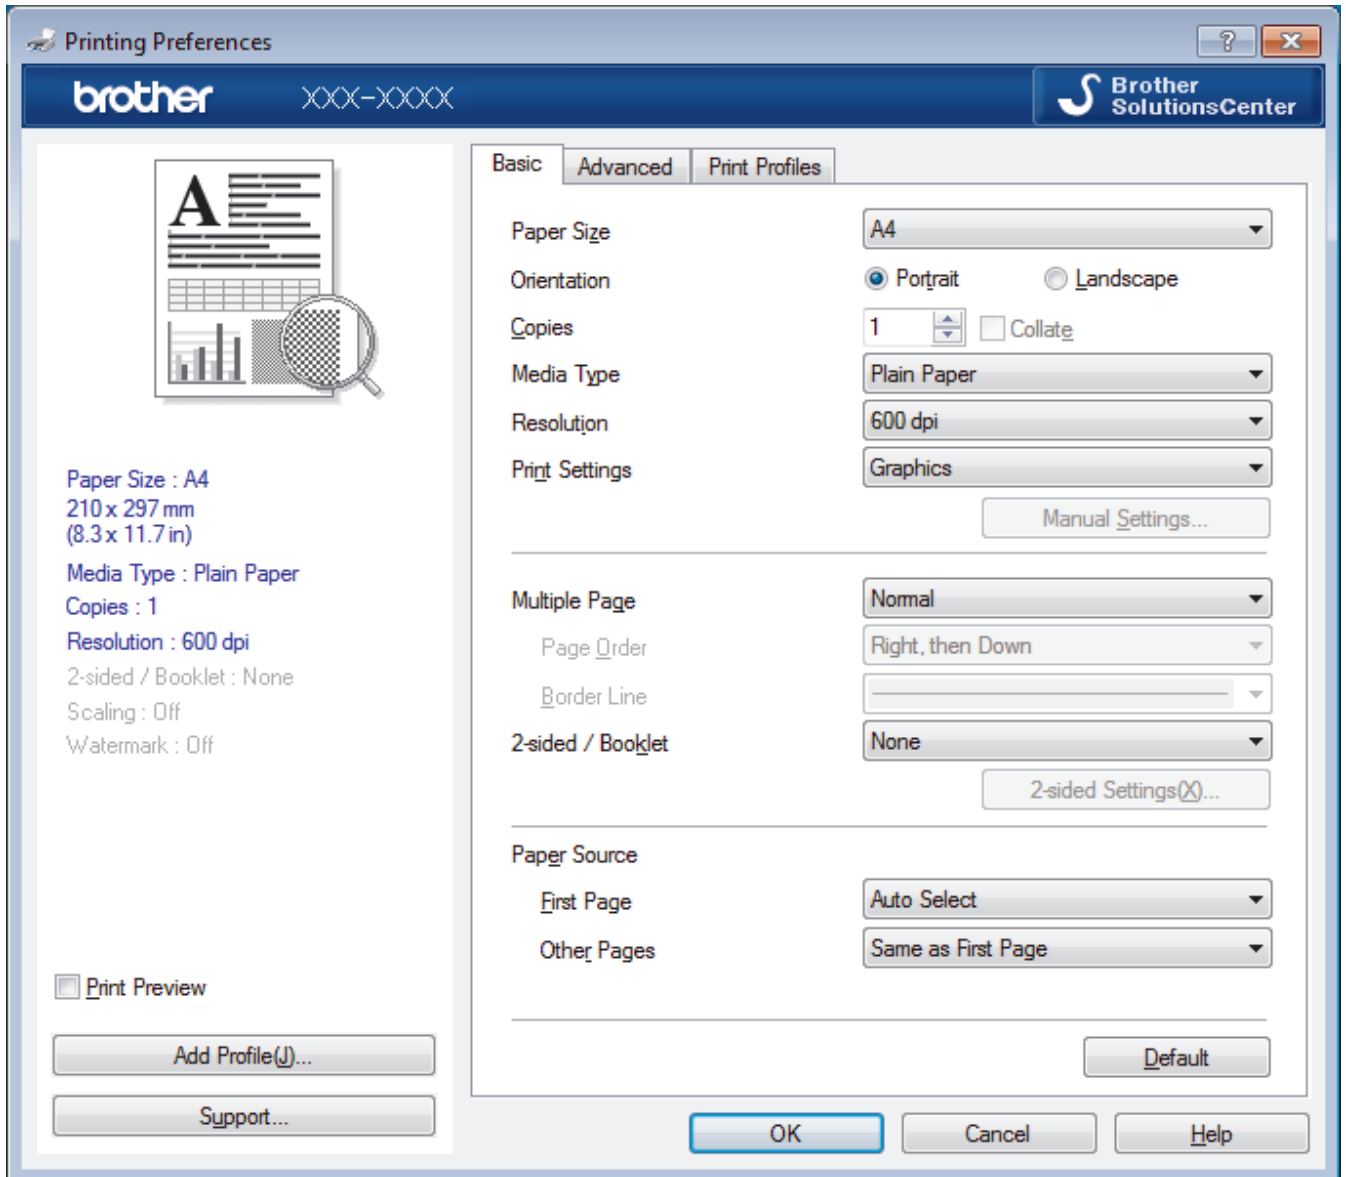 Printing Preferences
brother XXX-XXXX
Brother
SolutionsCenter
A
Paper Size : A4
210 x 297 mm
(8.3 x 11.7 in)
Media Type : Plain Paper
Copies : 1
Resolution : 600 dpi
2-sided / Booklet : None
Scaling : Off
Watermark : Off
Print Preview
Add Profile(J)...
Support...
Basic Advanced Print Profiles
Paper Size A4
Orientation Portrait Landscape
Copies 1 Collate
Media Type Plain Paper
Resolution 600 dpi
Print Settings Graphics
Manual Settings...
Multiple Page Normal
Page Order Right, then Down
Border Line
2-sided / Booklet None
2-sided Settings(X)...
Paper Source
First Page Auto Select
Other Pages Same as First Page
Default
OK Cancel Help